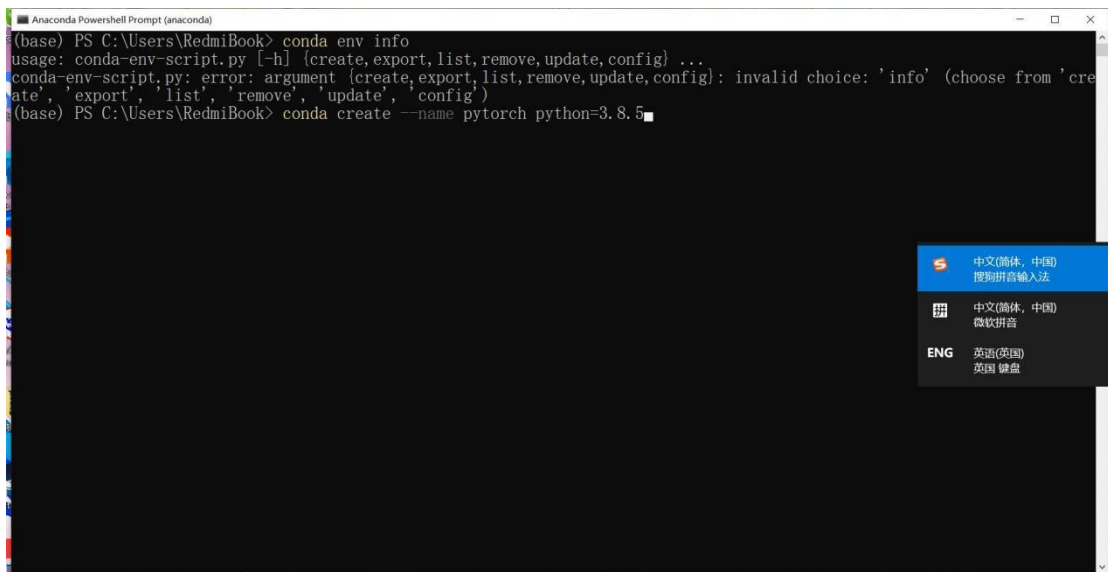 Anaconda Powershell Prompt (anaconda)
(base) PS C:\Users\RedmiBook> conda env info
usage: conda-env-script.py [-h] {create,export,list,remove,update,config} ...
conda-env-script.py: error: argument {create,export,list,remove,update,config}: invalid choice: 'info' (choose from 'cre
ate', 'export', 'list', 'remove', 'update', 'config')
(base) PS C:\Users\RedmiBook> conda create --name pytorch python=3.8.5
中文(简体，中国)
搜狗拼音输入法
拼
中文(简体，中国)
微软拼音
ENG
英语(英国)
英国 键盘